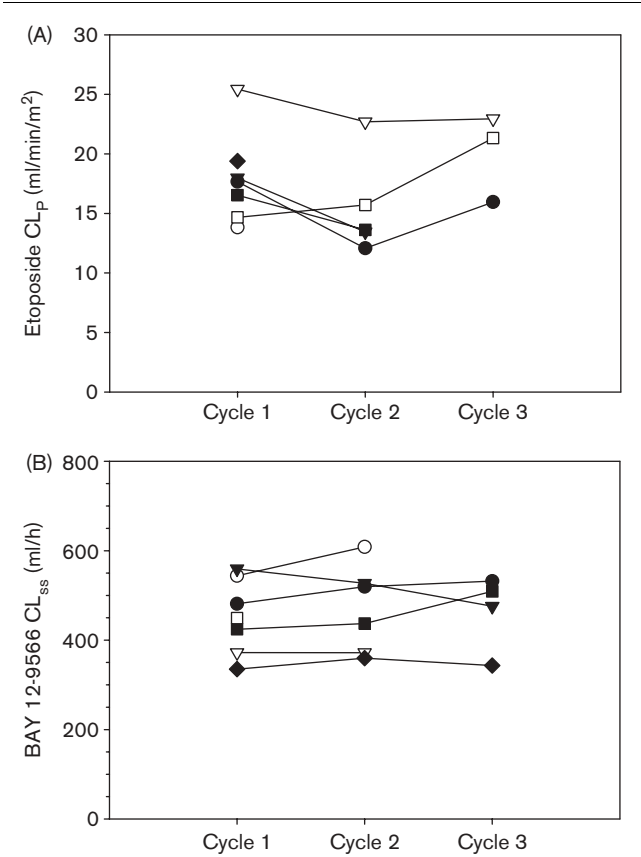 (A)
30
25
20
15
10
5
0
Etoposide CLP (ml/min/m²)
Cycle 1 Cycle 2 Cycle 3
(B)
800
600
400
200
0
BAY 12-9566 CLss (ml/h)
Cycle 1 Cycle 2 Cycle 3